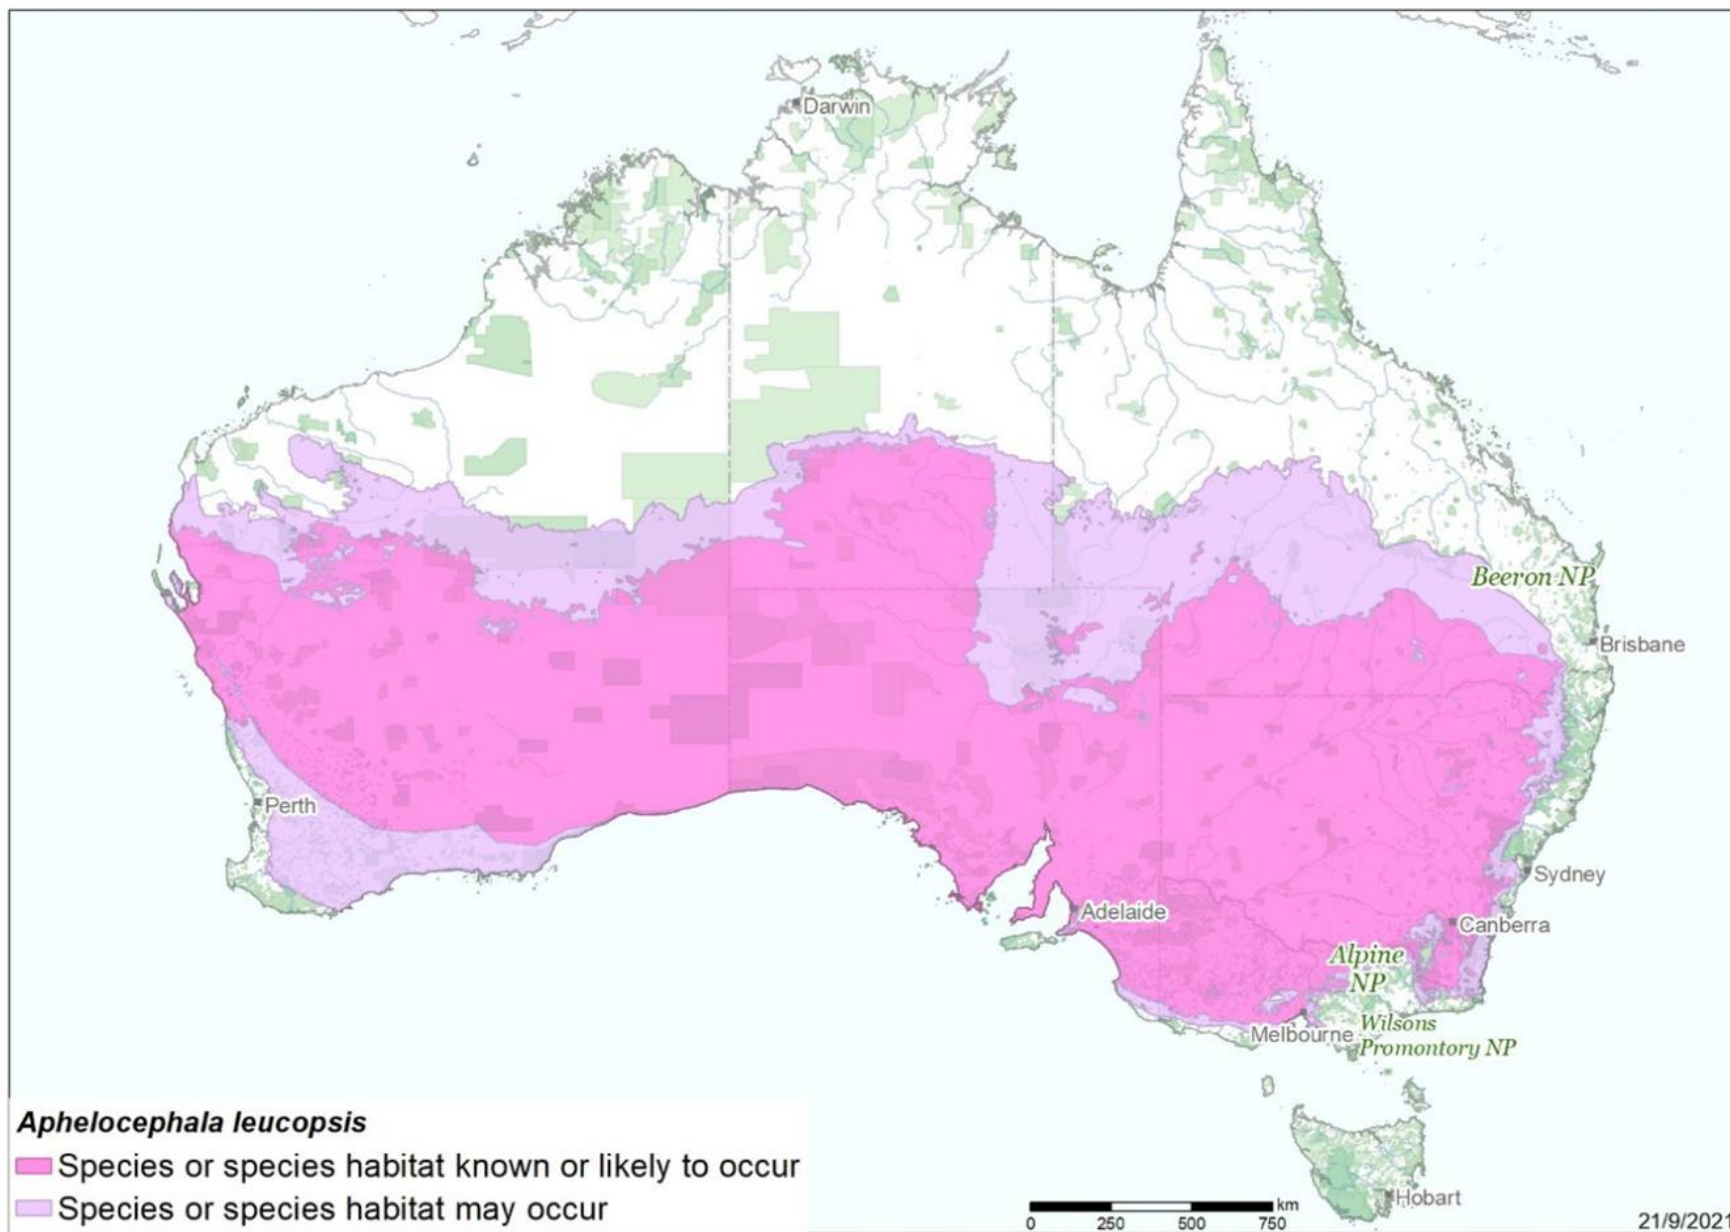 Darwin
Beeron NP
Brisbane
Perth
Sydney
Adelaide
Canberra
Alpine
NP
Melbourne
Wilsons
Promontory NP
Aphelocephala leucopsis
Species or species habitat known or likely to occur
Species or species habitat may occur
Hobart
km
0 250 500 750
21/9/2021